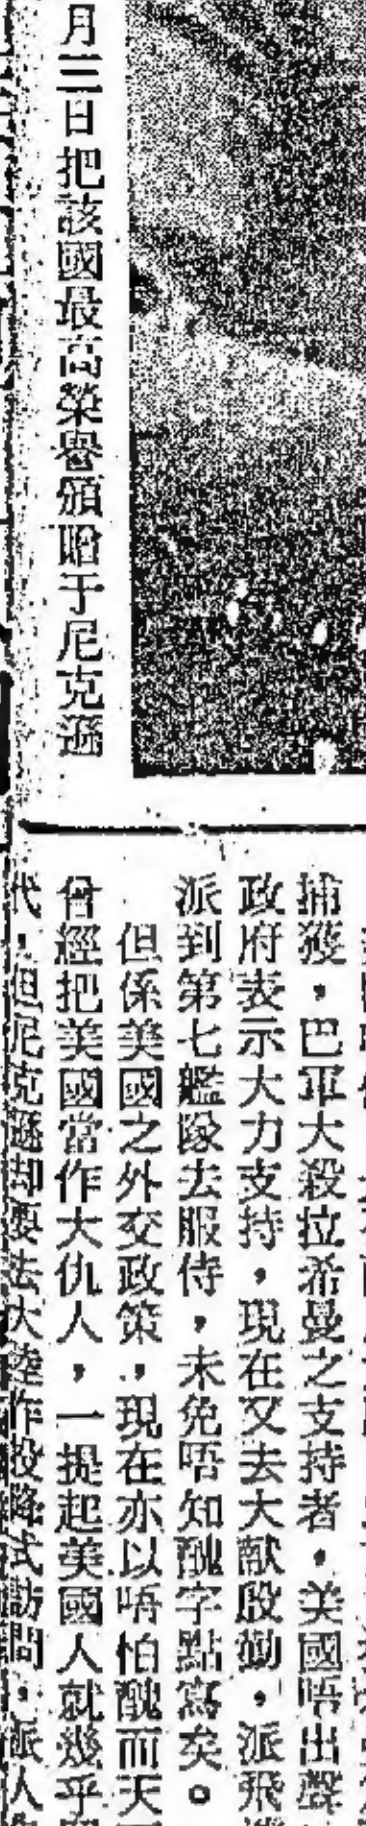 月三日把該國最高榮譽頒贈于尼克遜
捕獲，巴軍大殺拉希曼之支持者，美國唔出聲
政府表示大力支持，現在又去大献殷勤，派飛
派到第七艦隊去服侍，未免唔知醜字點寫矣。
但係美國之外交政策，現在亦以唔怕醜而天
曾經把美國當作大仇人，一提起美國人就幾乎
代，但尼克遜却要去大陸作投降式訪問，派人